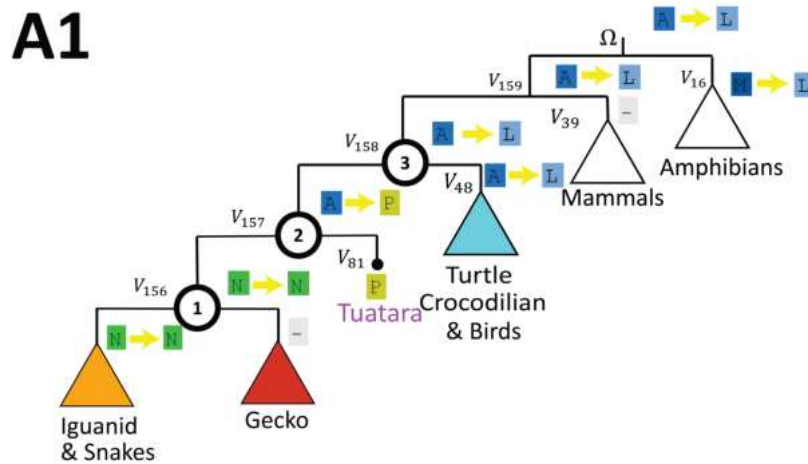 A1
Ω
A → L
V159
A → L
V16
M → L
V39
-
Amphibians
V158
3
A → L
Mammals
V48
A → L
V157
2
A → P
Turtle
Crocodilian
& Birds
V81
P
Tuatara
V156
1
N → N
N → N
-
Iguanid
& Snakes
Gecko